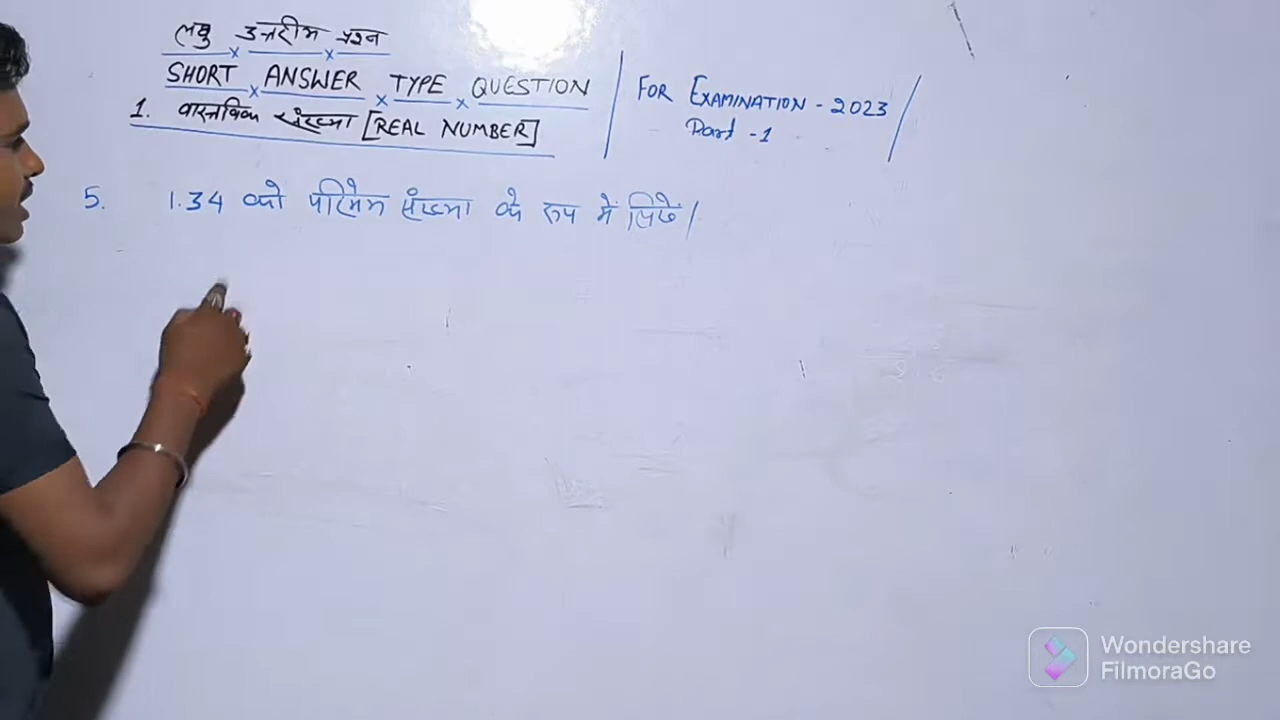 लघु उत्तरीय प्रश्न
SHORT ANSWER TYPE QUESTION
1. वास्तविक संख्या [REAL NUMBER]
FOR EXAMINATION - 2023
Part - 1
5. 1.34 को परिमेय संख्या के रूप में लिखें।
Wondershare
FilmoraGo